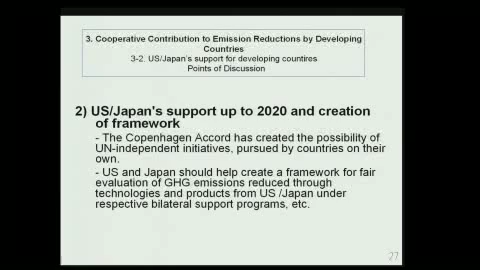 3. Cooperative Contribution to Emission Reductions by Developing
Countries
3-2. US/Japan's support for developing countires
Points of Discussion
2) US/Japan's support up to 2020 and creation
of framework
- The Copenhagen Accord has created the possibility of
UN-independent initiatives, pursued by countries on their
own.
- US and Japan should help create a framework for fair
evaluation of GHG emissions reduced through
technologies and products from US /Japan under
respective bilateral support programs, etc.
27